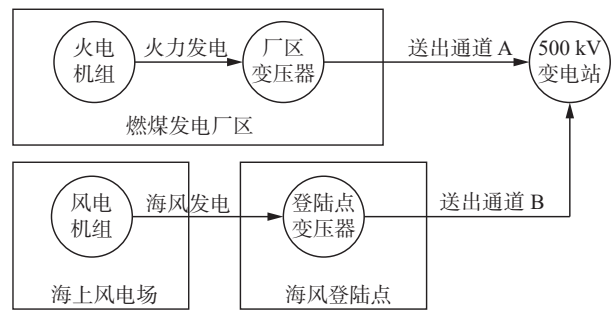 火电
机组
火力发电
厂区
变压器
送出通道 A
500 kV
变电站
燃煤发电厂区
风电
机组
海风发电
登陆点
变压器
送出通道 B
海上风电场
海风登陆点